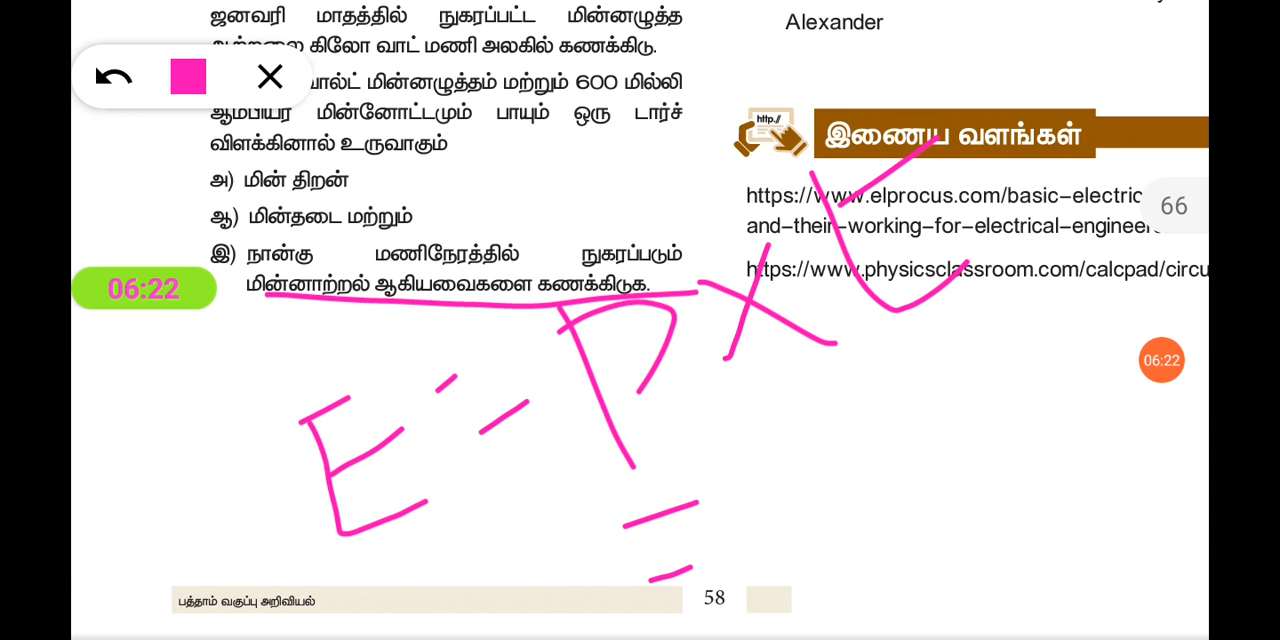 ஜனவரி மாதத்தில் நுகரப்பட்ட மின்னழுத்த
கிலோ வாட் மணி அலகில் கணக்கிடு.
மின்னழுத்தம் மற்றும் 600 மில்லி
ஆம்பியர் மின்னோட்டமும் பாயும் ஒரு டார்ச்
விளக்கினால் உருவாகும்
அ) மின் திறன்
ஆ) மின்தடை மற்றும்
இ) நான்கு மணிநேரத்தில் நுகரப்படும்
மின்னாற்றல் ஆகியவைகளை கணக்கிடுக.
06:22
E = P x t
=
பத்தாம் வகுப்பு அறிவியல்
58
Alexander
http://
இணைய வளங்கள்
https://www.elprocus.com/basic-electric
and-their-working-for-electrical-engineers
https://www.physicsclassroom.com/calcpad/circu
66
06:22